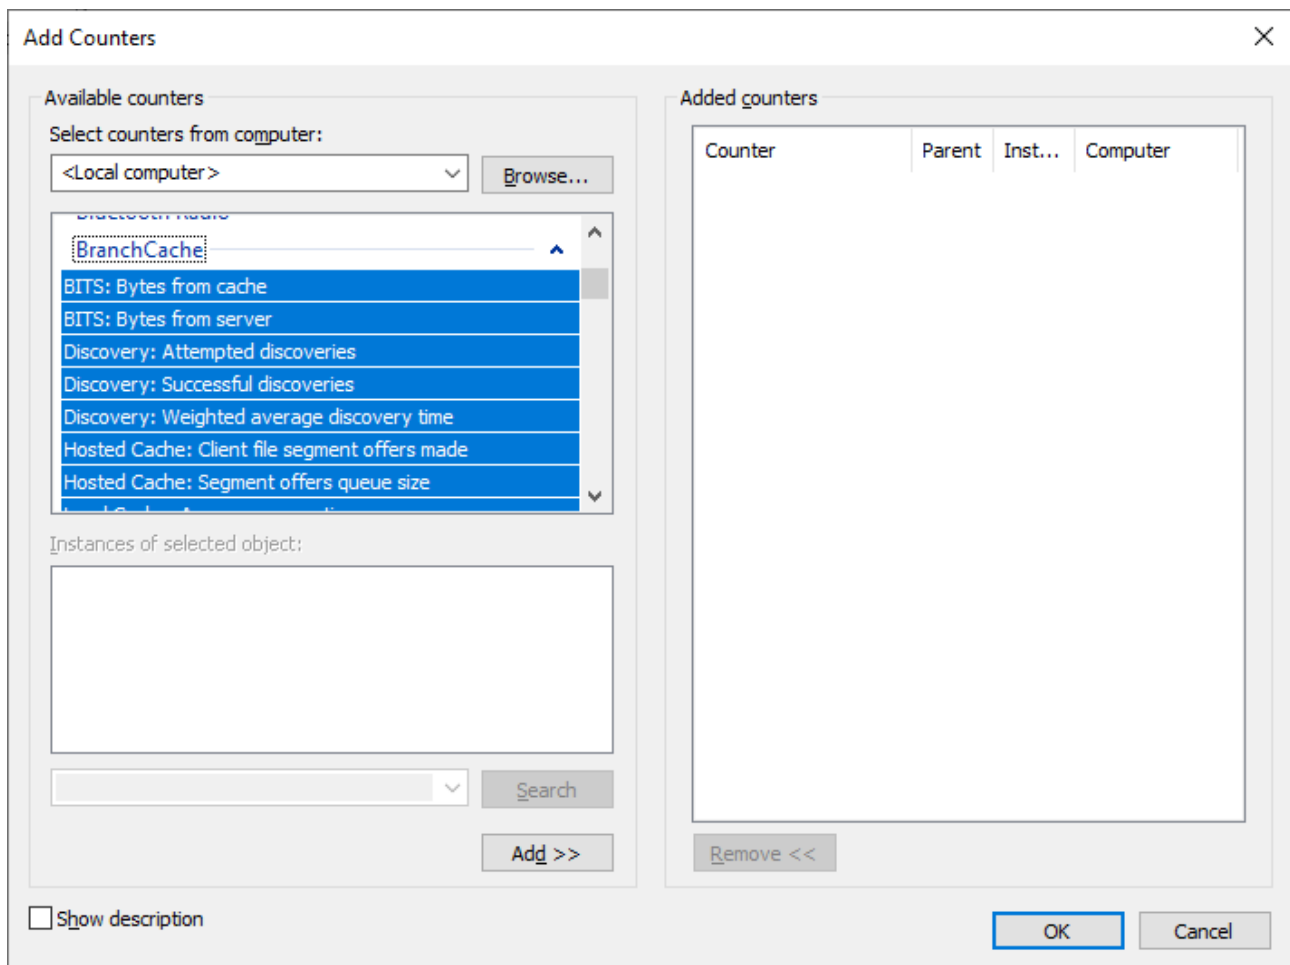 Add Counters
Available counters
Select counters from computer:
<Local computer>
Browse...
Bluetooth Radio
BranchCache
BITS: Bytes from cache
BITS: Bytes from server
Discovery: Attempted discoveries
Discovery: Successful discoveries
Discovery: Weighted average discovery time
Hosted Cache: Client file segment offers made
Hosted Cache: Segment offers queue size
Instances of selected object:
Search
Add >>
Show description
Added counters
Counter Parent Inst... Computer
Remove <<
OK
Cancel